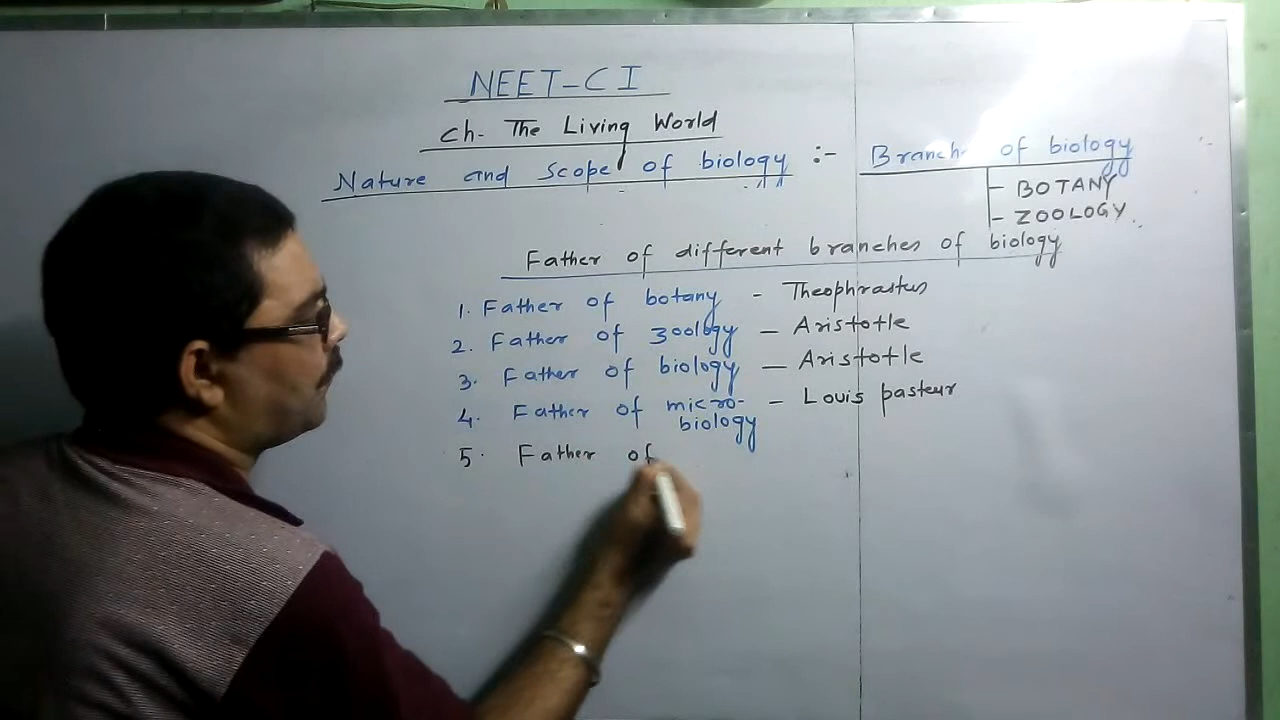 NEET-CI
Ch- The Living World
Nature and Scope of biology :- Branch of biology
- BOTANY
- ZOOLOGY
Father of different branches of biology
1. Father of botany - Theophrastus
2. Father of zoology - Aristotle
3. Father of biology - Aristotle
4. Father of micro- - Louis pasteur
biology
5. Father of